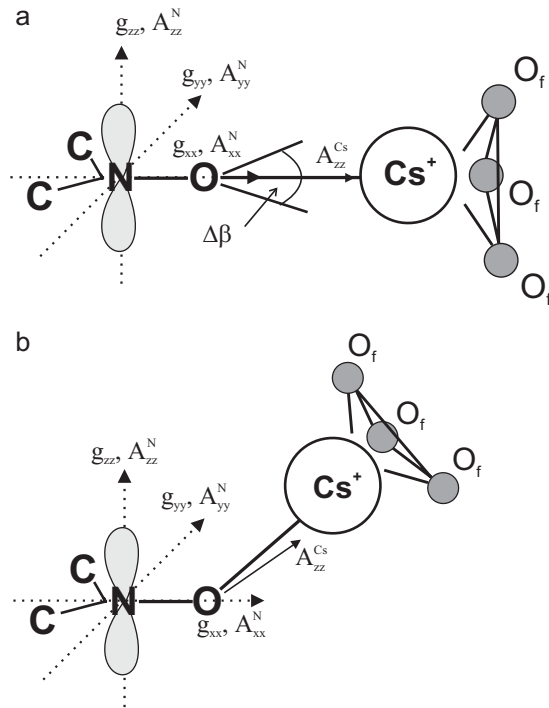 a
g_zz, A_zz^N
g_yy, A_yy^N
g_xx, A_xx^N
A_zz^Cs
C
C
N
O
Cs⁺
Δβ
O_f
O_f
O_f
b
g_zz, A_zz^N
g_yy, A_yy^N
O_f
O_f
O_f
Cs⁺
A_zz^Cs
C
C
N
O
g_xx, A_xx^N